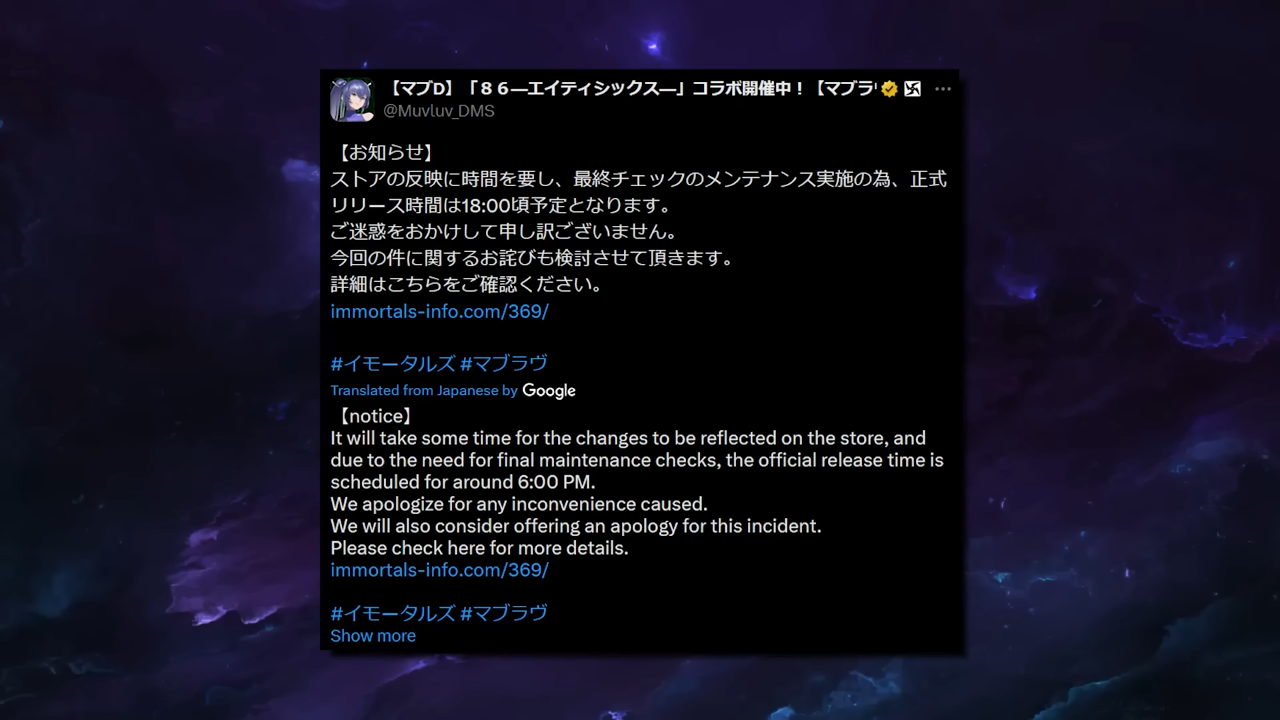 【マブD】「８６―エイティシックス―」コラボ開催中！【マブラヴ
@Muvluv_DMS
【お知らせ】
ストアの反映に時間を要し、最終チェックのメンテナンス実施の為、正式
リリース時間は18:00頃予定となります。
ご迷惑をおかけして申し訳ございません。
今回の件に関するお詫びも検討させて頂きます。
詳細はこちらをご確認ください。
immortals-info.com/369/
#イモータルズ #マブラヴ
Translated from Japanese by Google
【notice】
It will take some time for the changes to be reflected on the store, and
due to the need for final maintenance checks, the official release time is
scheduled for around 6:00 PM.
We apologize for any inconvenience caused.
We will also consider offering an apology for this incident.
Please check here for more details.
immortals-info.com/369/
#イモータルズ #マブラヴ
Show more